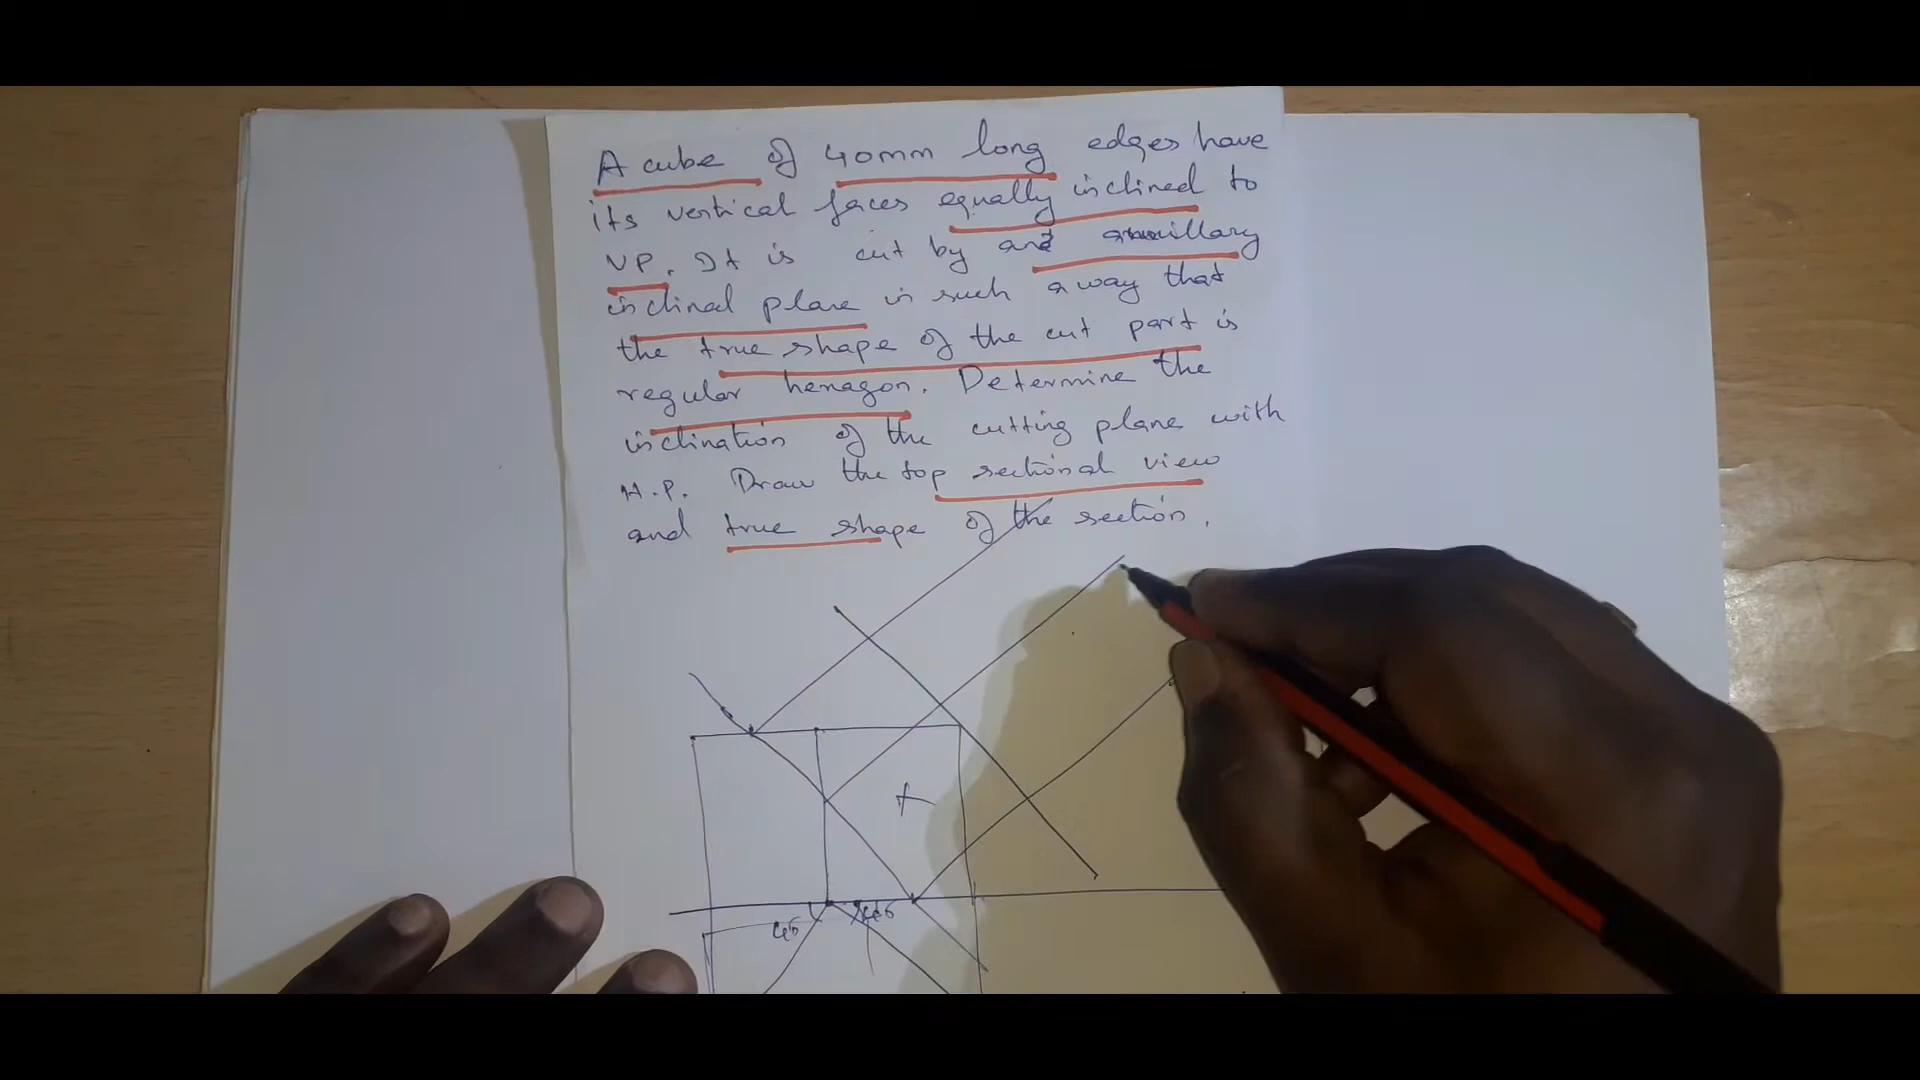 A cube of 40mm long edges have
its vertical faces equally inclined to
VP. It is cut by an auxillary
inclined plane in such a way that
the true shape of the cut part is
regular hexagon. Determine the
inclination of the cutting plane with
H.P. Draw the top sectional view
and true shape of the section.
45 45